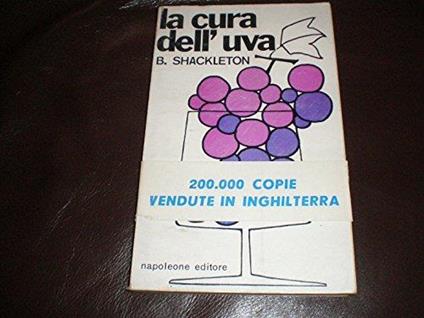 la cura
dell'uva
B. SHACKLETON
200.000 COPIE
VENDUTE IN INGHILTERRA
napoleone editore